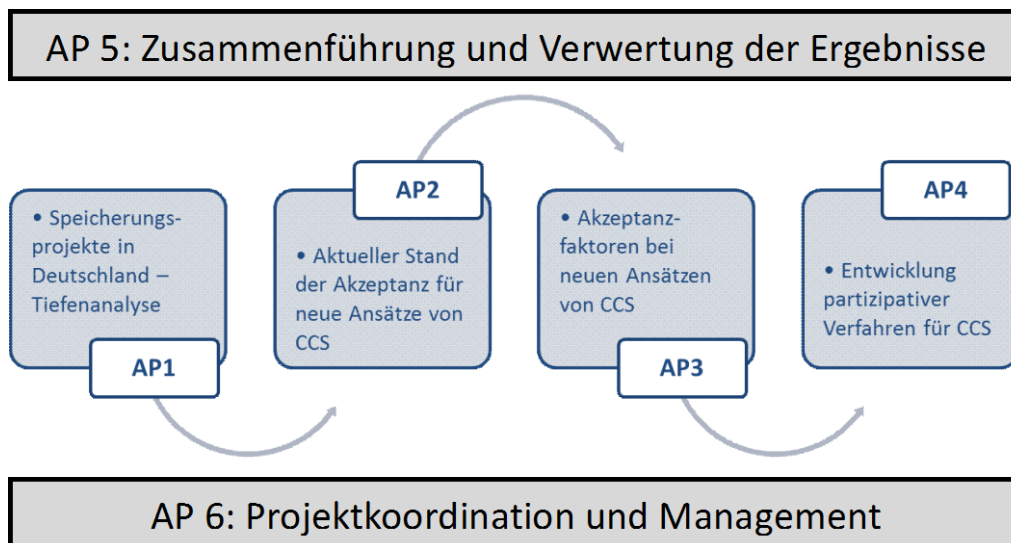 AP 5: Zusammenführung und Verwertung der Ergebnisse
• Speicherungs-
projekte in
Deutschland –
Tiefenanalyse
AP1
AP2
• Aktueller Stand
der Akzeptanz für
neue Ansätze von
CCS
• Akzeptanz-
faktoren bei
neuen Ansätzen
von CCS
AP3
AP4
• Entwicklung
partizipativer
Verfahren für CCS
AP 6: Projektkoordination und Management